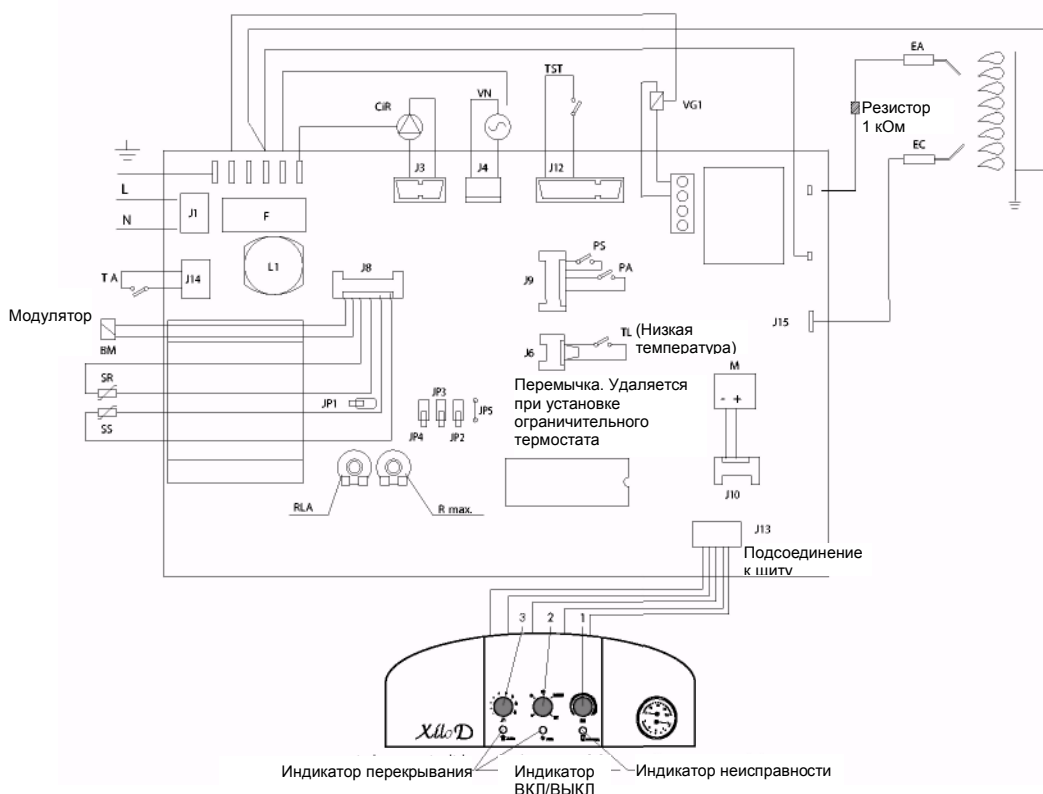 EA
TST
VN
CiR
VG1
Резистор
1 кОм
EC
J3
J4
J12
L
N
J1
F
PS
PA
J8
L1
J9
T A
J14
J15
Модулятор
BM
TL (Низкая
температура)
J6
M
SR
JP1
JP3
JP5
Перемычка. Удаляется
при установке
ограничительного
термостата
- +
SS
JP4
JP2
J10
RLA
R max.
J13
Подсоединение
к щиту
3
2
1
XiloD
Индикатор перекрывания
Индикатор
ВКЛ/ВЫКЛ
Индикатор неисправности